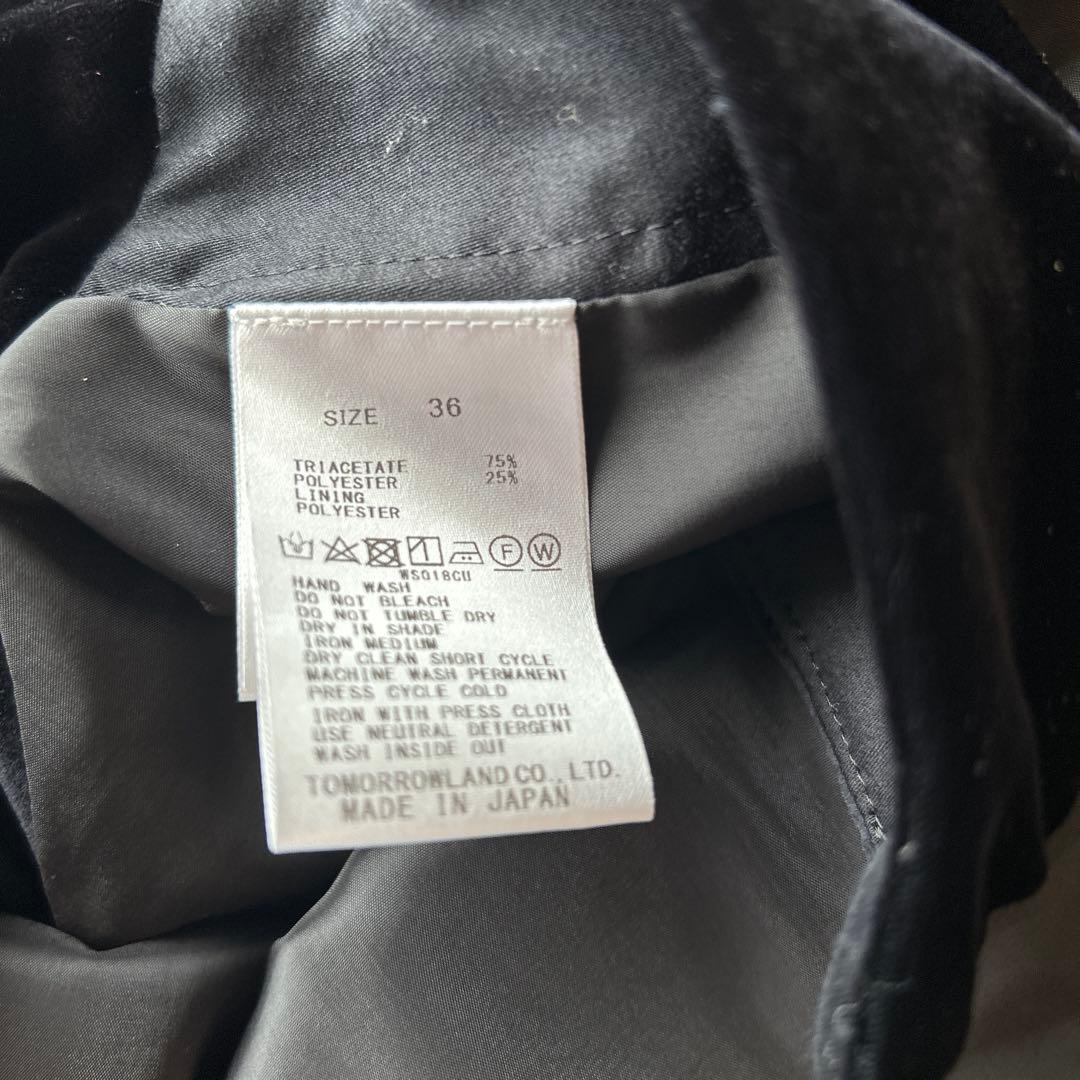 SIZE 36
TRIACETATE 75%
POLYESTER 25%
LINING
POLYESTER
F W
WSQ18CU
HAND WASH
DO NOT BLEACH
DO NOT TUMBLE DRY
DRY IN SHADE
IRON MEDIUM
DRY CLEAN SHORT CYCLE
MACHINE WASH PERMANENT
PRESS CYCLE COLD
IRON WITH PRESS CLOTH
USE NEUTRAL DETERGENT
WASH INSIDE OUT
TOMORROWLAND CO., LTD.
MADE IN JAPAN